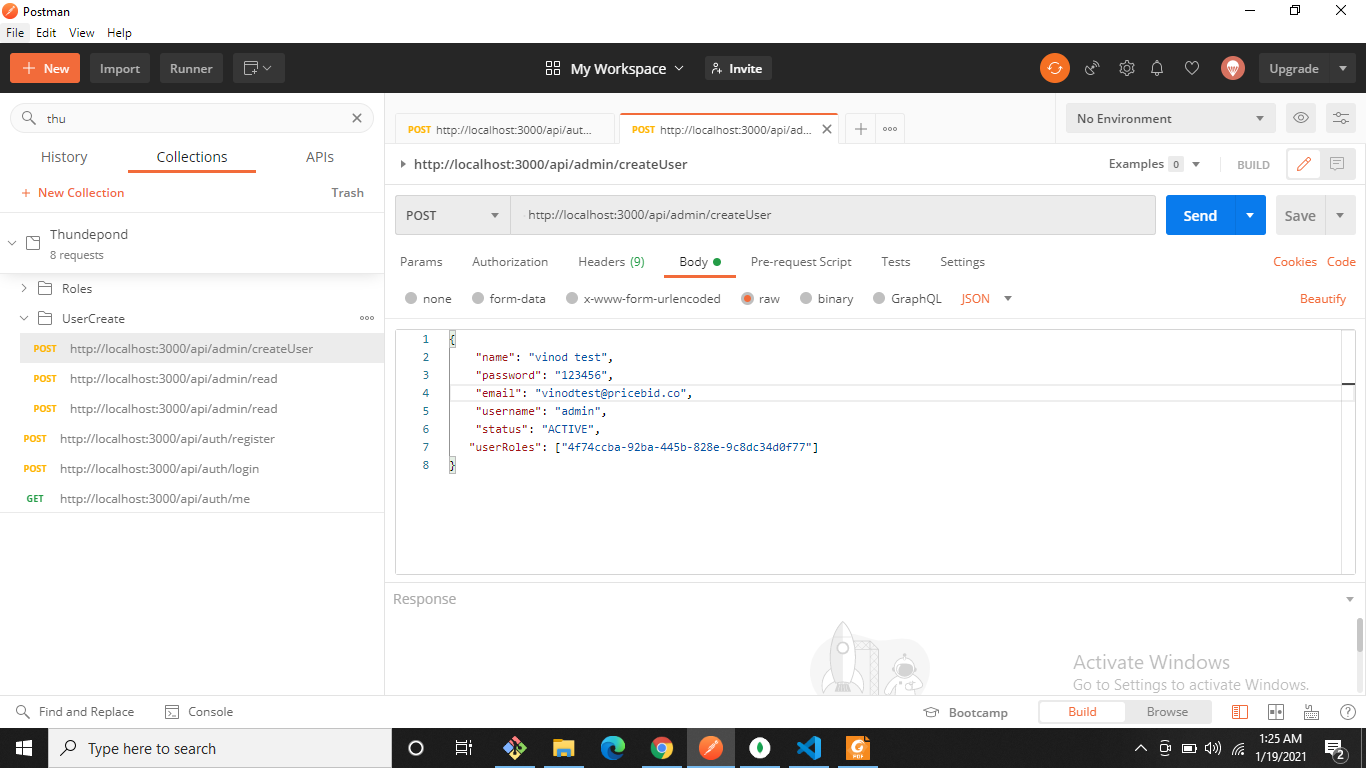 Postman
File Edit View Help
+ New Import Runner My Workspace Invite Upgrade
thu
History Collections APIs
+ New Collection Trash
Thundepond
8 requests
Roles
UserCreate
POST http://localhost:3000/api/admin/createUser
POST http://localhost:3000/api/admin/read
POST http://localhost:3000/api/admin/read
POST http://localhost:3000/api/auth/register
POST http://localhost:3000/api/auth/login
GET http://localhost:3000/api/auth/me
POST http://localhost:3000/api/aut...
POST http://localhost:3000/api/ad...
No Environment
http://localhost:3000/api/admin/createUser Examples 0 BUILD
POST http://localhost:3000/api/admin/createUser Send Save
Params Authorization Headers (9) Body Pre-request Script Tests Settings Cookies Code
none form-data x-www-form-urlencoded raw binary GraphQL JSON Beautify
1 {
2 "name": "vinod test",
3 "password": "123456",
4 "email": "vinodtest@pricebid.co",
5 "username": "admin",
6 "status": "ACTIVE",
7 "userRoles": ["4f74ccba-92ba-445b-828e-9c8dc34d0f77"]
8 }
Response
Activate Windows
Go to Settings to activate Windows.
Find and Replace Console Bootcamp Build Browse
Type here to search
PDF
1:25 AM
1/19/2021
2